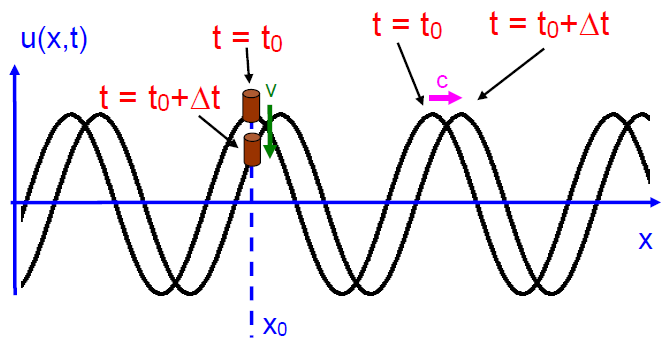 u(x,t)
t = t₀
t = t₀
t = t₀+Δt
c
v
t = t₀+Δt
x
x₀